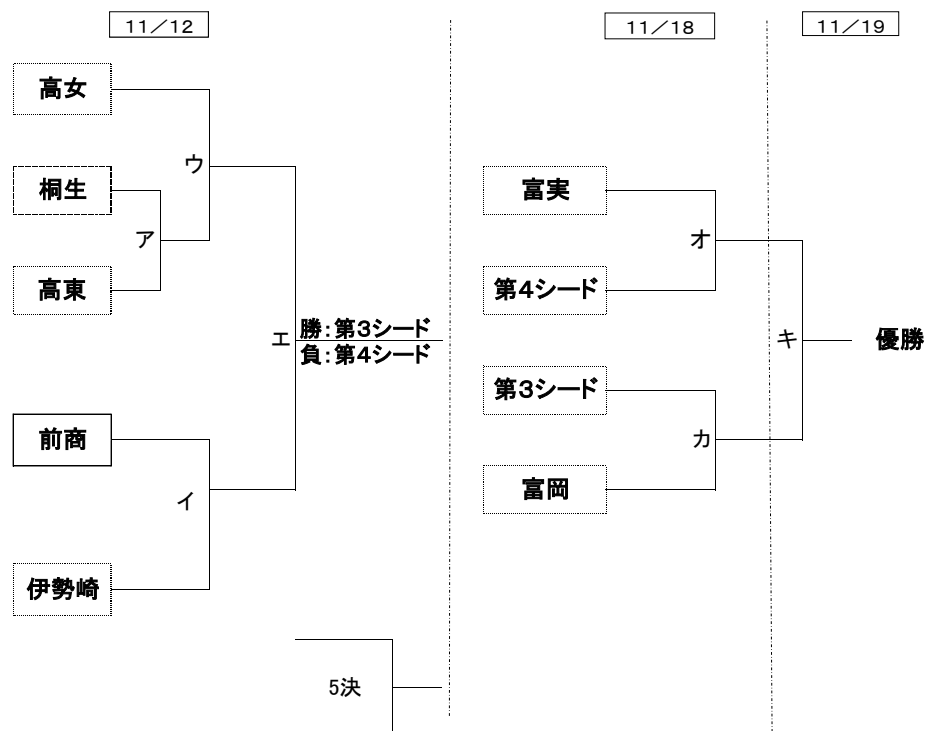 11/12
11/18
11/19
高女
ウ
桐生
ア
高東
エ
勝:第3シード
負:第4シード
前商
イ
伊勢崎
5決
富実
オ
第4シード
キ
優勝
第3シード
カ
富岡